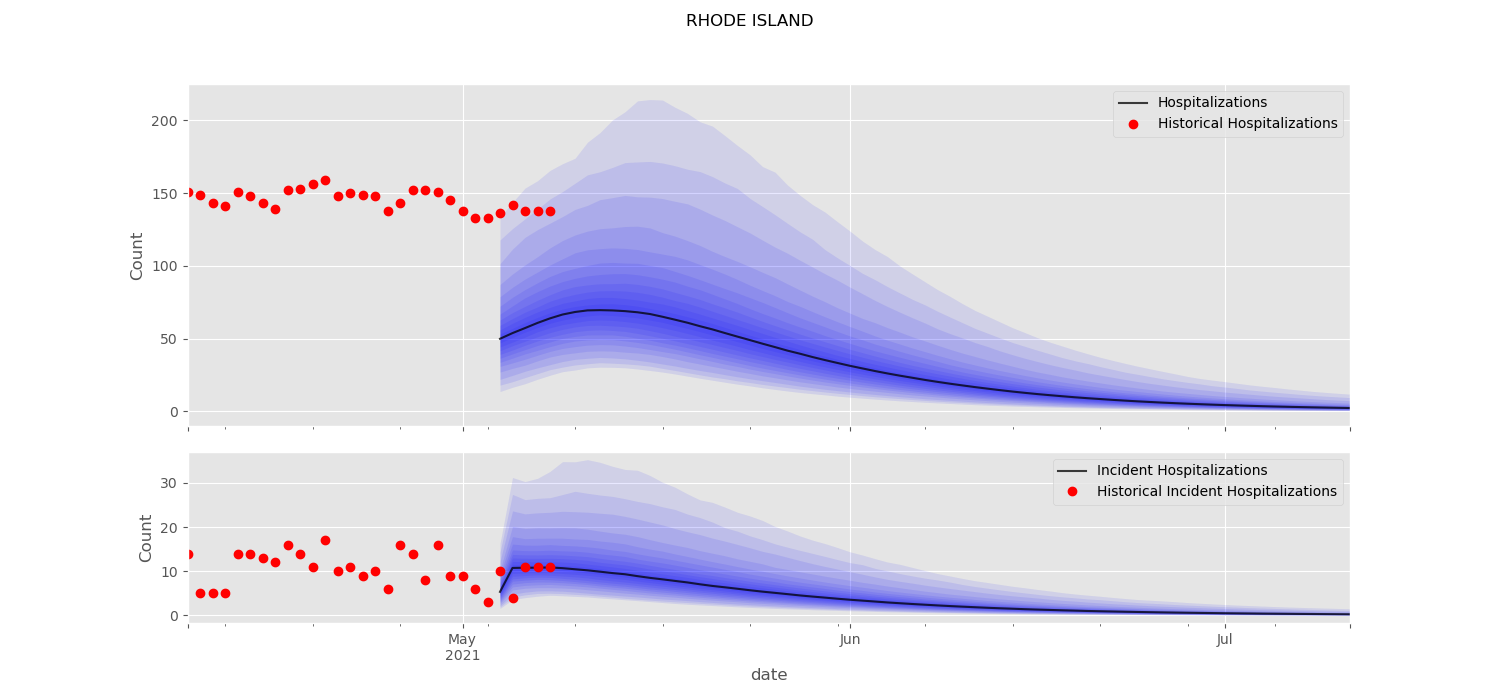 RHODE ISLAND
Hospitalizations
Historical Hospitalizations
200
150
100
50
0
Count
Incident Hospitalizations
Historical Incident Hospitalizations
30
20
10
0
Count
May
2021
Jun
Jul
date